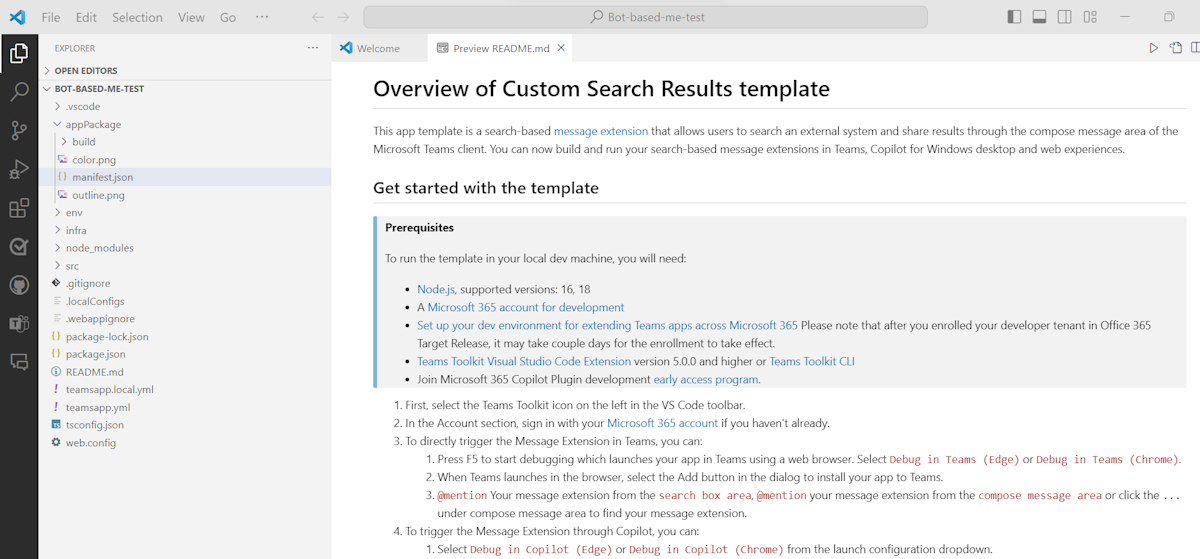 File Edit Selection View Go ··· Bot-based-me-test
EXPLORER ···
Welcome
Preview README.md
OPEN EDITORS
BOT-BASED-ME-TEST
.vscode
appPackage
build
color.png
{} manifest.json
outline.png
env
infra
node_modules
src
.gitignore
.localConfigs
.webappignore
{} package-lock.json
{} package.json
README.md
! teamsapp.local.yml
! teamsapp.yml
TS tsconfig.json
web.config
Overview of Custom Search Results template
This app template is a search-based message extension that allows users to search an external system and share results through the compose message area of the
Microsoft Teams client. You can now build and run your search-based message extensions in Teams, Copilot for Windows desktop and web experiences.
Get started with the template
Prerequisites
To run the template in your local dev machine, you will need:
• Node.js, supported versions: 16, 18
• A Microsoft 365 account for development
• Set up your dev environment for extending Teams apps across Microsoft 365 Please note that after you enrolled your developer tenant in Office 365
Target Release, it may take couple days for the enrollment to take effect.
• Teams Toolkit Visual Studio Code Extension version 5.0.0 and higher or Teams Toolkit CLI
• Join Microsoft 365 Copilot Plugin development early access program.
1. First, select the Teams Toolkit icon on the left in the VS Code toolbar.
2. In the Account section, sign in with your Microsoft 365 account if you haven't already.
3. To directly trigger the Message Extension in Teams, you can:
1. Press F5 to start debugging which launches your app in Teams using a web browser. Select Debug in Teams (Edge) or Debug in Teams (Chrome).
2. When Teams launches in the browser, select the Add button in the dialog to install your app to Teams.
3. @mention Your message extension from the search box area, @mention your message extension from the compose message area or click the ...
under compose message area to find your message extension.
4. To trigger the Message Extension through Copilot, you can:
1. Select Debug in Copilot (Edge) or Debug in Copilot (Chrome) from the launch configuration dropdown.